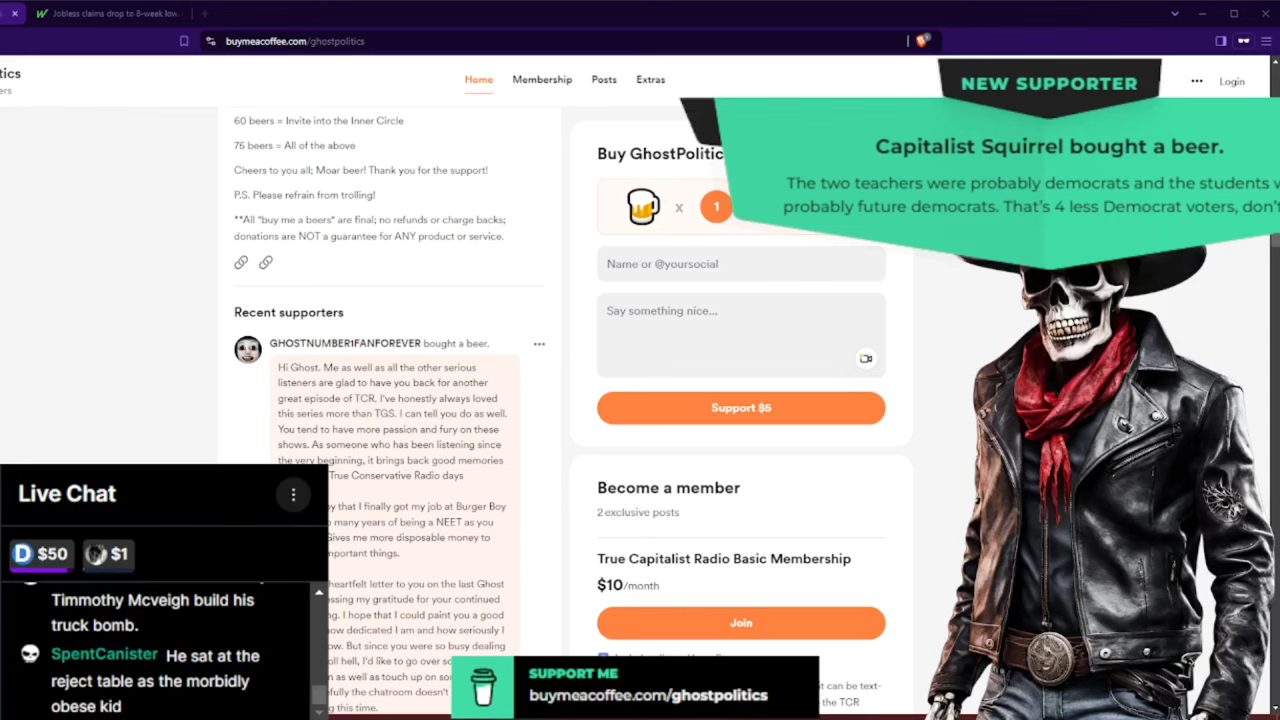 Jobless claims drop to 8-week low
buymeacoffee.com/ghostpolitics
tics
ers
Home
Membership
Posts
Extras
Login
NEW SUPPORTER
Capitalist Squirrel bought a beer.
The two teachers were probably democrats and the students
probably future democrats. That's 4 less Democrat voters,
60 beers = Invite into the Inner Circle
75 beers = All of the above
Cheers to you all; Moar beer! Thank you for the support!
P.S. Please refrain from trolling!
**All "buy me a beers" are final; no refunds or charge backs;
donations are NOT a guarantee for ANY product or service.
Recent supporters
GHOSTNUMBER1FANFOREVER bought a beer.
Hi Ghost. Me as well as all the other serious
listeners are glad to have you back for another
great episode of TCR. I've honestly always loved
this series more than TGS. I can tell you do as well.
You tend to have more passion and fury on these
shows. As someone who has been listening since
the very beginning, it brings back good memories
True Conservative Radio days
y that I finally got my job at Burger Boy
many years of being a NEET as you
ives me more disposable money to
mportant things.
heartfelt letter to you on the last Ghost
ssing my gratitude for your continued
ng. I hope that I could paint you a good
how dedicated I am and how seriously I
w. But since you were so busy dealing
oll hell, I'd like to go over so
n as well as touch up on so
fully the chatroom doesn't
ng this time.
Buy GhostPolitic
x
1
Name or @yoursocial
Say something nice...
Support $5
Become a member
2 exclusive posts
True Capitalist Radio Basic Membership
$10/month
Join
t can be text-
the TCR
Live Chat
D $50
$1
Timmothy Mcveigh build his
truck bomb.
SpentCanister He sat at the
reject table as the morbidly
obese kid
SUPPORT ME
buymeacoffee.com/ghostpolitics